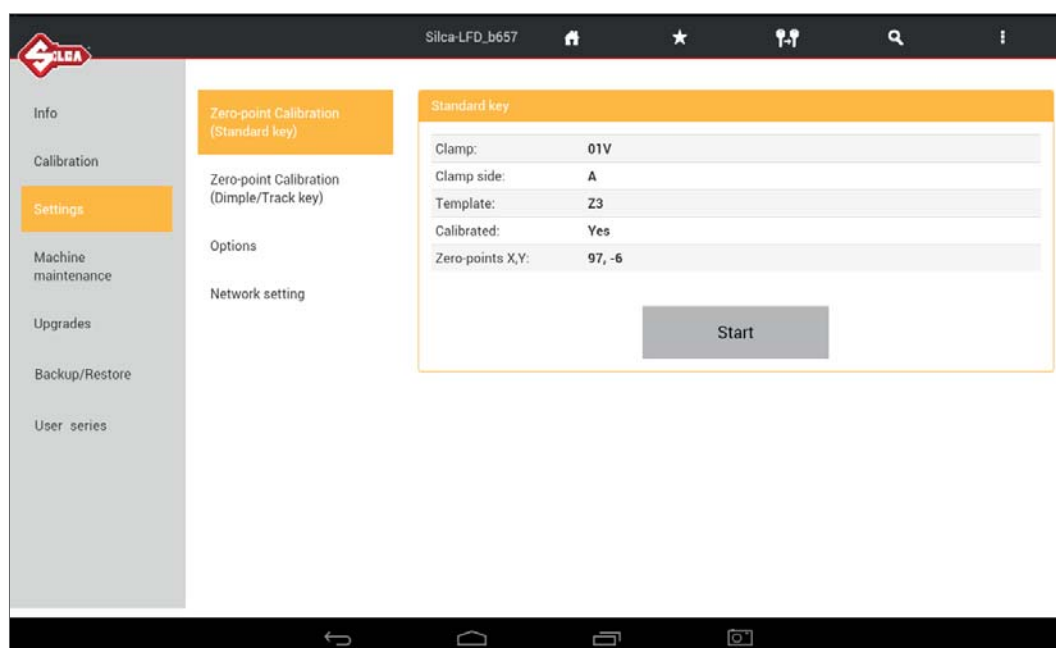 SILCA
Silca-LFD_b657
Info
Calibration
Settings
Machine
maintenance
Upgrades
Backup/Restore
User series
Zero-point Calibration
(Standard key)
Zero-point Calibration
(Dimple/Track key)
Options
Network setting
Standard key
Clamp: 01V
Clamp side: A
Template: Z3
Calibrated: Yes
Zero-points X,Y: 97, -6
Start